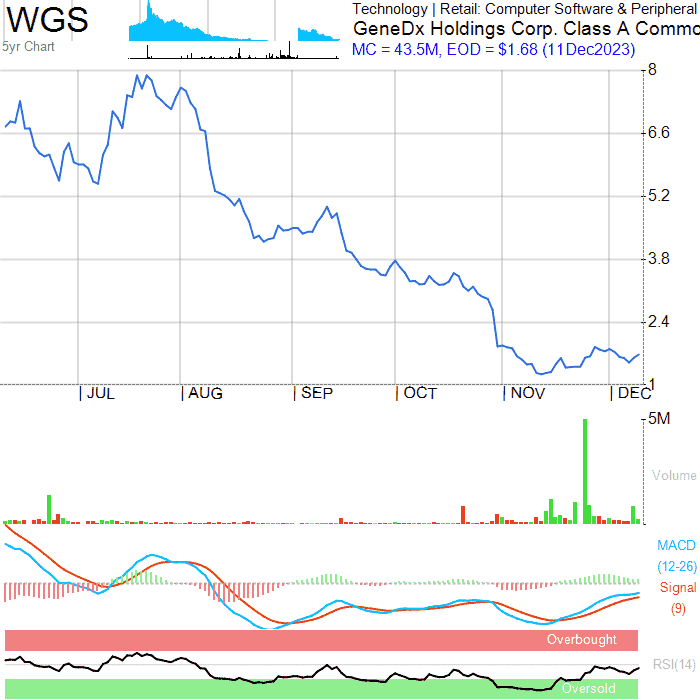 WGS
5yr Chart
Technology | Retail: Computer Software & Peripheral
GeneDx Holdings Corp. Class A Commo
MC = 43.5M, EOD = $1.68 (11Dec2023)
8
6.6
5.2
3.8
2.4
1
| JUL | AUG | SEP | OCT | NOV | DEC
5M
Volume
MACD
(12-26)
Signal
(9)
Overbought
RSI(14)
Oversold